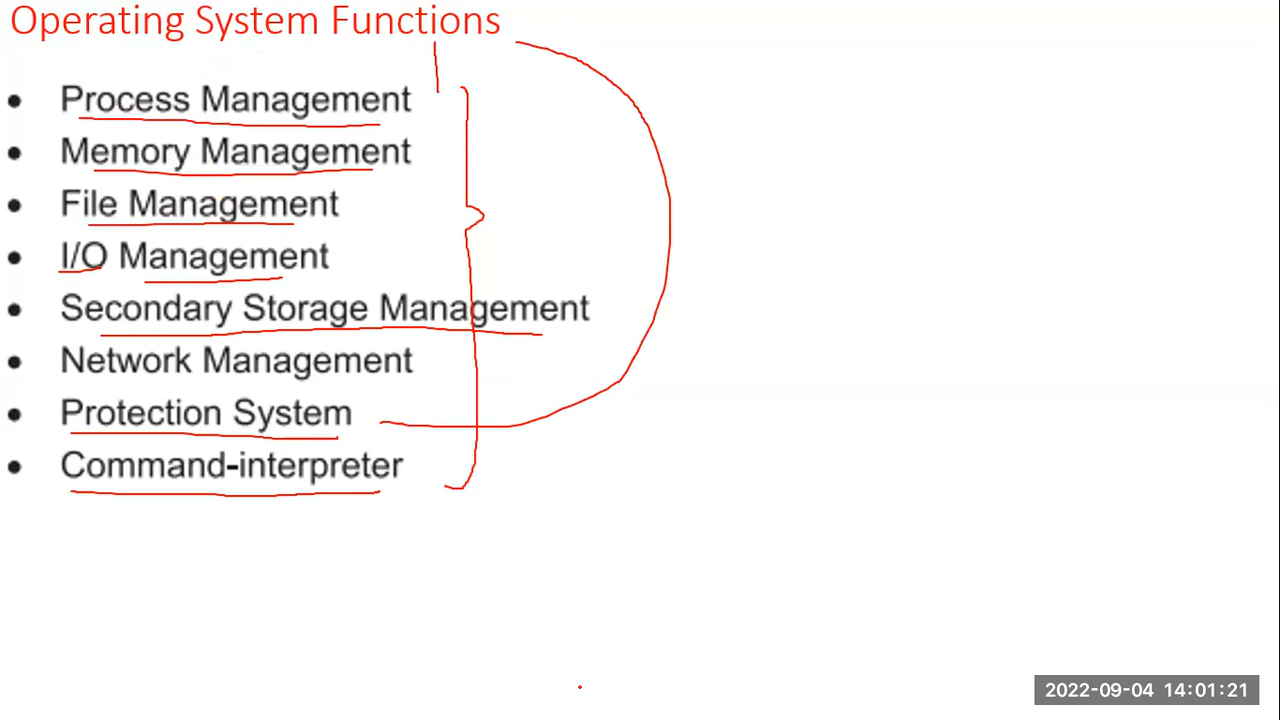 Operating System Functions
• Process Management
• Memory Management
• File Management
• I/O Management
• Secondary Storage Management
• Network Management
• Protection System
• Command-interpreter
2022-09-04 14:01:21